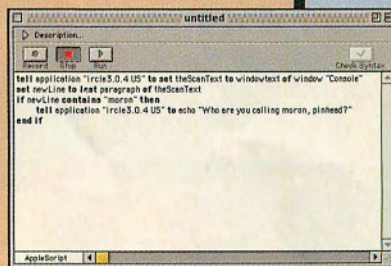 untitled
Description...
Record Stop Run Check Syntax
tell application "ircle3.0.4 US" to set theScanText to windowtext of window "Console"
set newLine to last paragraph of theScanText
if newLine contains "moron" then
tell application "ircle3.0.4 US" to echo "Who are you calling moron, pinhead?"
end if
AppleScript